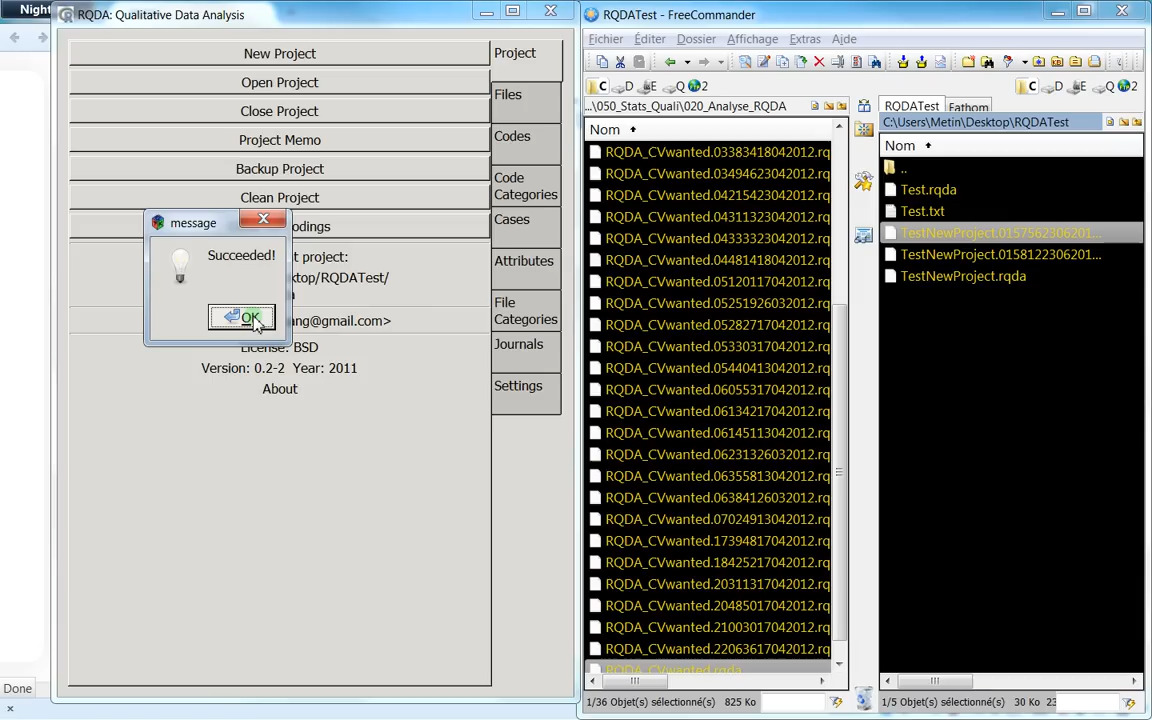 Night
RQDA: Qualitative Data Analysis
New Project
Open Project
Close Project
Project Memo
Backup Project
Clean Project
odings
t project:
ktop/RQDATest/
ang@gmail.com>
License: BSD
Version: 0.2-2 Year: 2011
About
message
Succeeded!
OK
Project
Files
Codes
Code
Categories
Cases
Attributes
File
Categories
Journals
Settings
Done
RQDATest - FreeCommander
Fichier Éditer Dossier Affichage Extras Aide
C D E Q 2
C D E Q 2
...\050_Stats_Quali\020_Analyse_RQDA
Nom
RQDA_CVwanted.03383418042012.rq
RQDA_CVwanted.03494623042012.rq
RQDA_CVwanted.04215423042012.rq
RQDA_CVwanted.04311323042012.rq
RQDA_CVwanted.04333323042012.rq
RQDA_CVwanted.04481418042012.rq
RQDA_CVwanted.05120117042012.rq
RQDA_CVwanted.05251926032012.rq
RQDA_CVwanted.05282717042012.rq
RQDA_CVwanted.05330317042012.rq
RQDA_CVwanted.05440413042012.rq
RQDA_CVwanted.06055317042012.rq
RQDA_CVwanted.06134217042012.rq
RQDA_CVwanted.06145113042012.rq
RQDA_CVwanted.06231326032012.rq
RQDA_CVwanted.06355813042012.rq
RQDA_CVwanted.06384126032012.rq
RQDA_CVwanted.07024913042012.rq
RQDA_CVwanted.17394817042012.rq
RQDA_CVwanted.18425217042012.rq
RQDA_CVwanted.20311317042012.rq
RQDA_CVwanted.20485017042012.rq
RQDA_CVwanted.21003017042012.rq
RQDA_CVwanted.22063617042012.rq
RQDA_CVwanted.rqda
1/36 Objet(s) sélectionné(s) 825 Ko
RQDATest Fathom
C:\Users\Metin\Desktop\RQDATest
Nom
..
Test.rqda
Test.txt
TestNewProject.0157562306201...
TestNewProject.0158122306201...
TestNewProject.rqda
1/5 Objet(s) sélectionné(s) 30 Ko